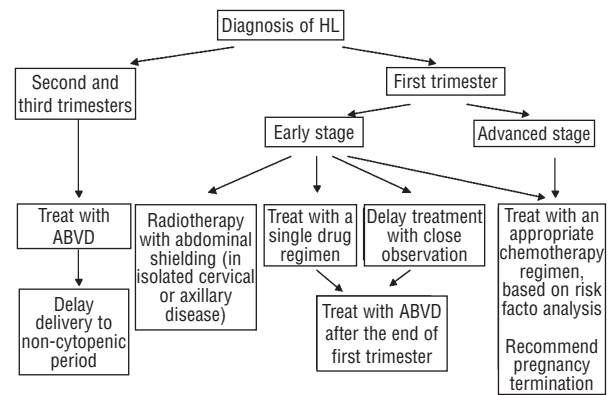 Diagnosis of HL
Second and
third trimesters
First trimester
Early stage
Advanced stage
Treat with
ABVD
Radiotherapy
with abdominal
shielding (in
isolated cervical
or axillary
disease)
Treat with a
single drug
regimen
Delay treatment
with close
observation
Treat with an
appropriate
chemotherapy
regimen,
based on risk
facto analysis
Recommend
pregnancy
termination
Delay
delivery to
non-cytopenic
period
Treat with ABVD
after the end of
first trimester